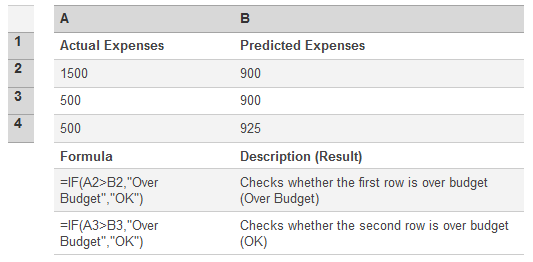 A B
1 Actual Expenses Predicted Expenses
2 1500 900
3 500 900
4 500 925
Formula Description (Result)
=IF(A2>B2,"Over Checks whether the first row is over budget
Budget","OK") (Over Budget)
=IF(A3>B3,"Over Checks whether the second row is over budget
Budget","OK") (OK)